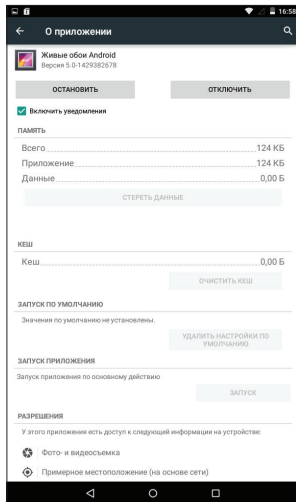 16:58
О приложении
Живые обои Android
Версия 5.0-1429382678
ОСТАНОВИТЬ
ОТКЛЮЧИТЬ
Включить уведомления
ПАМЯТЬ
Всего 124 КБ
Приложение 124 КБ
Данные 0,00 Б
СТЕРЕТЬ ДАННЫЕ
КЕШ
Кеш 0,00 Б
ОЧИСТИТЬ КЕШ
ЗАПУСК ПО УМОЛЧАНИЮ
Значения по умолчанию не установлены.
УДАЛИТЬ НАСТРОЙКИ ПО
УМОЛЧАНИЮ
ЗАПУСК ПРИЛОЖЕНИЯ
Запуск приложения по основному действию
ЗАПУСК
РАЗРЕШЕНИЯ
У этого приложения есть доступ к следующей информации на устройстве:
Фото- и видеосъемка
Примерное местоположение (на основе сети)